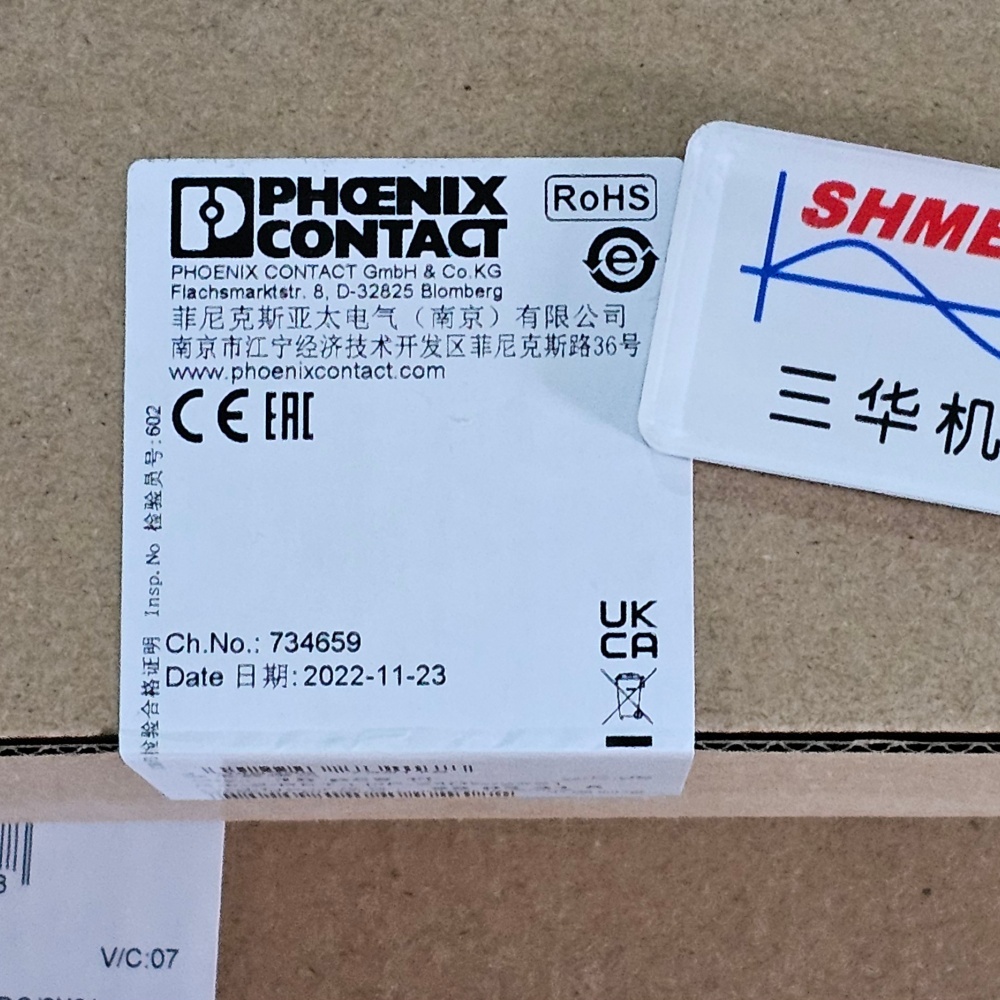 PHŒNIX
CONTACT
RoHS
e
PHOENIX CONTACT GmbH & Co.KG
Flachsmarktstr. 8, D-32825 Blomberg
菲尼克斯亚太电气（南京）有限公司
南京市江宁经济技术开发区菲尼克斯路36号
www.phoenixcontact.com
CE EAC
检验合格证明 Insp.No 检验员号:602
Ch.No.: 734659
Date 日期: 2022-11-23
UK
CA
SHME
三华机
V/C:07